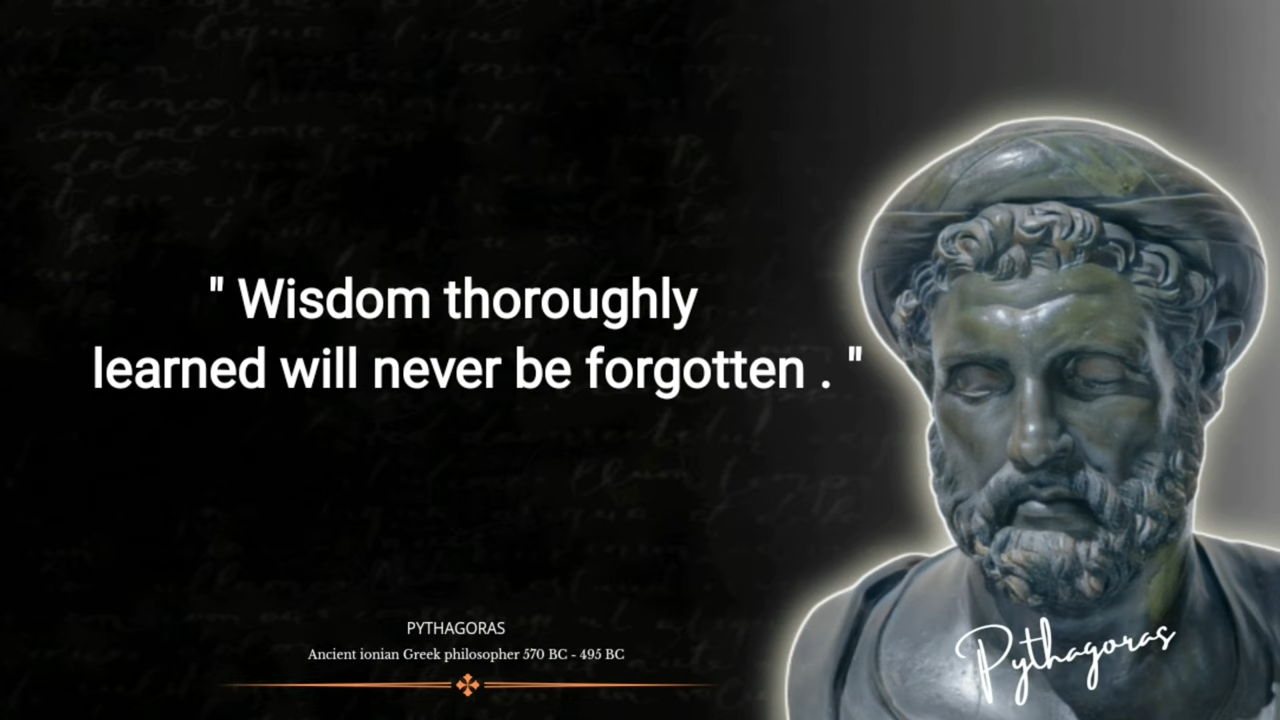 " Wisdom thoroughly
learned will never be forgotten . "
PYTHAGORAS
Ancient ionian Greek philosopher 570 BC - 495 BC
Pythagoras